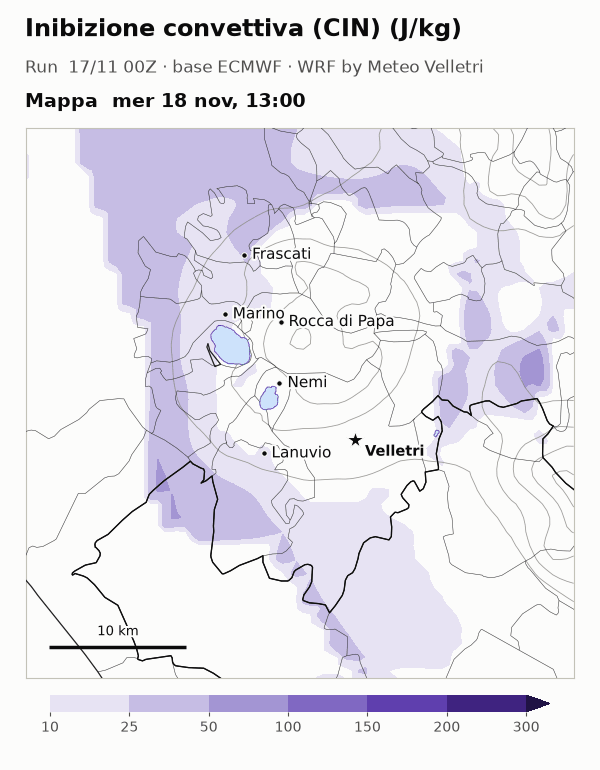 Inibizione convettiva (CIN) (J/kg)
Run  17/11 00Z · base ECMWF · WRF by Meteo Velletri
Mappa  mer 18 nov, 13:00
Frascati
Marino
Rocca di Papa
Nemi
Velletri
Lanuvio
10 km
10 25 50 100 150 200 300